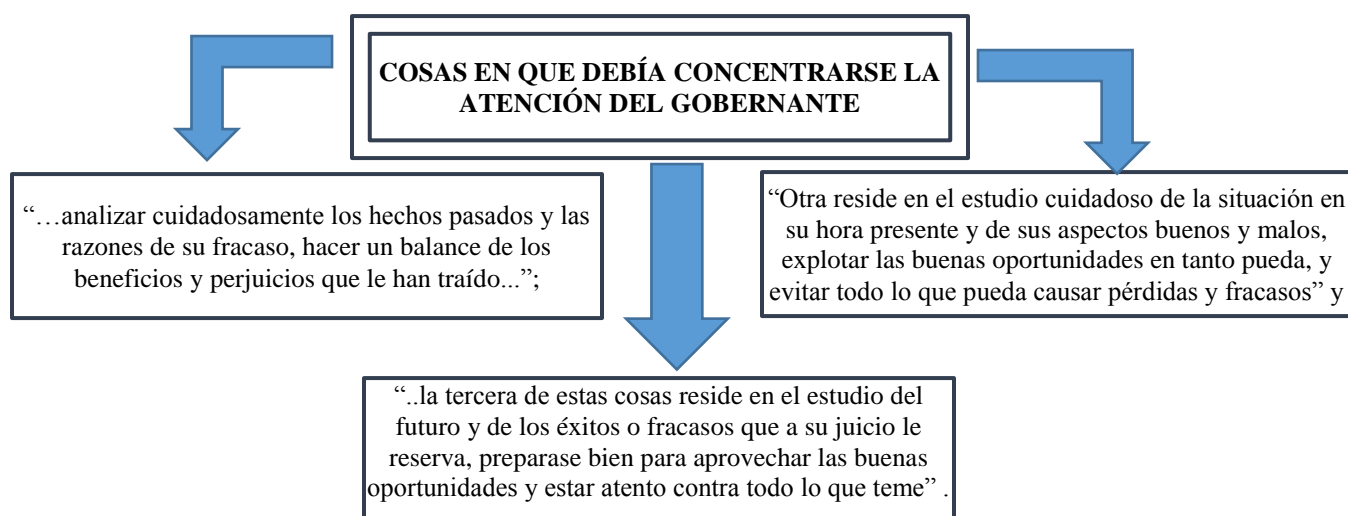 COSAS EN QUE DEBÍA CONCENTRARSE LA
ATENCIÓN DEL GOBERNANTE
“…analizar cuidadosamente los hechos pasados y las
razones de su fracaso, hacer un balance de los
beneficios y perjuicios que le han traído...”;
“Otra reside en el estudio cuidadoso de la situación en
su hora presente y de sus aspectos buenos y malos,
explotar las buenas oportunidades en tanto pueda, y
evitar todo lo que pueda causar pérdidas y fracasos” y
“..la tercera de estas cosas reside en el estudio del
futuro y de los éxitos o fracasos que a su juicio le
reserva, preparase bien para aprovechar las buenas
oportunidades y estar atento contra todo lo que teme” .